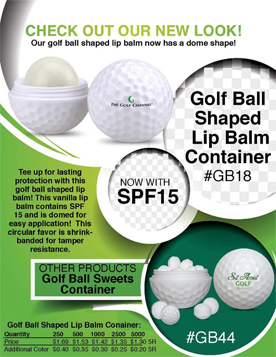 CHECK OUT OUR NEW LOOK!
Our golf ball shaped lip balm now has a dome shape!
THE GOLF CHANNEL
Golf Ball
Shaped
Lip Balm
Container
#GB18
Tee up for lasting
protection with this
golf ball shaped lip
balm! This vanilla lip
balm contains SPF
15 and is domed for
easy application! This
circular favor is shrink-
banded for tamper
resistance.
NOW WITH
SPF15
OTHER PRODUCTS
Golf Ball Sweets
Container
GOLF
#GB44
Golf Ball Shaped Lip Balm Conainer:
Quantity 250 500 1000 2500 5000
Price $1.69 $1.53 $1.42 $1.35 $1.30 5R
Additional Color $0.40 $0.35 $0.30 $0.25 $0.20 5R